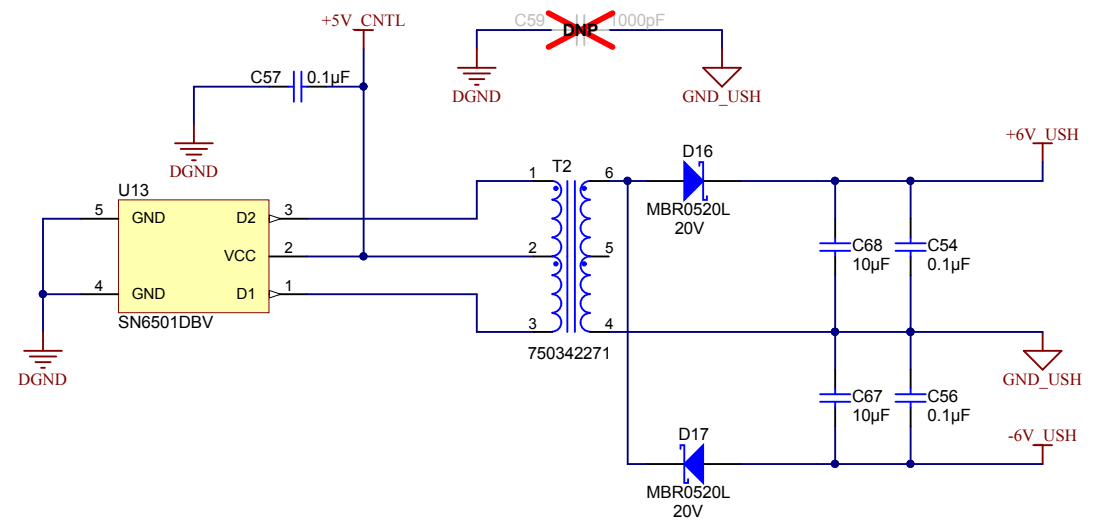 +5V_CNTL
C59 DNP 1000pF
C57 0.1µF
DGND
GND_USH
DGND
+6V_USH
D16
MBR0520L
20V
T2
1 6
2 5
3 4
750342271
U13
5 GND D2 3
VCC 2
4 GND D1 1
SN6501DBV
DGND
C68
10µF
C54
0.1µF
GND_USH
C67
10µF
C56
0.1µF
D17
MBR0520L
20V
-6V_USH